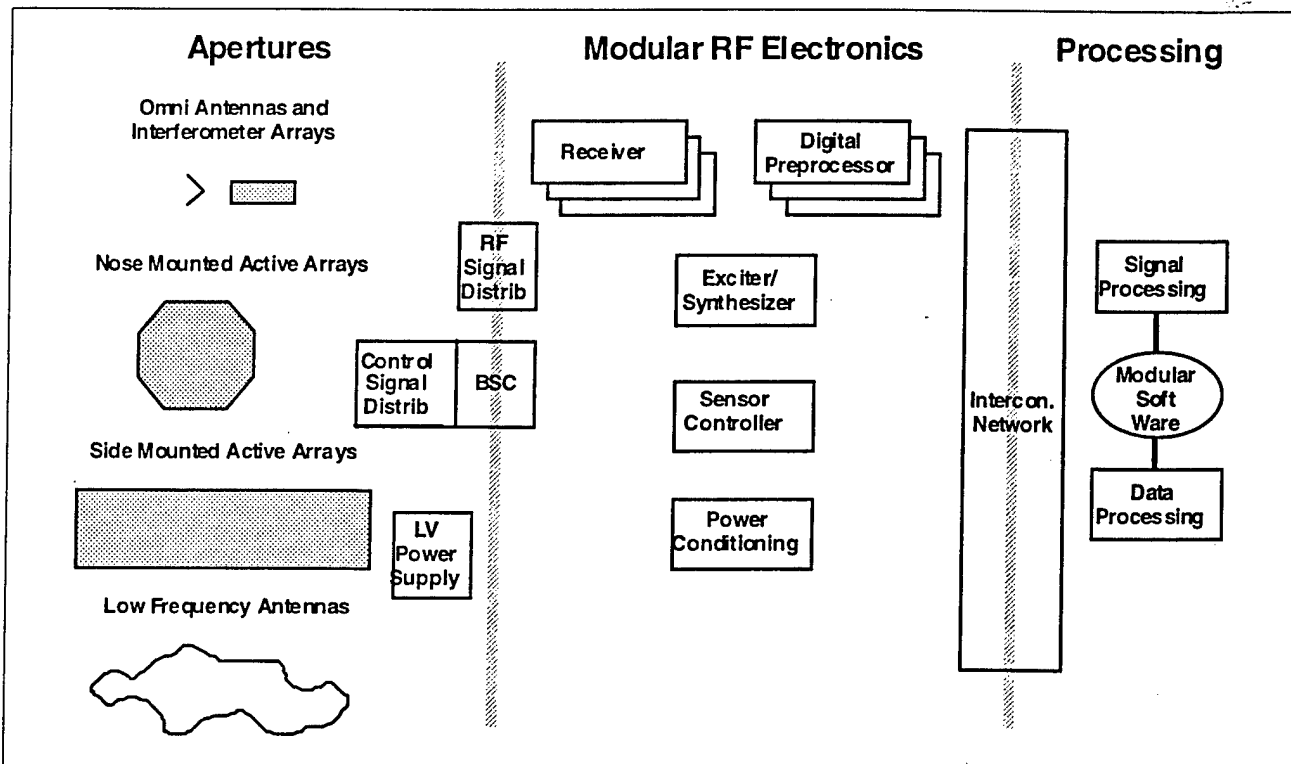 Apertures
Modular RF Electronics
Processing
Omni Antennas and
Interferometer Arrays
Nose Mounted Active Arrays
Side Mounted Active Arrays
Low Frequency Antennas
RF
Signal
Distrib
Control
Signal
Distrib
BSC
LV
Power
Supply
Receiver
Digital
Preprocessor
Exciter/
Synthesizer
Sensor
Controller
Power
Conditioning
Intercon.
Network
Signal
Processing
Modular
Soft
Ware
Data
Processing